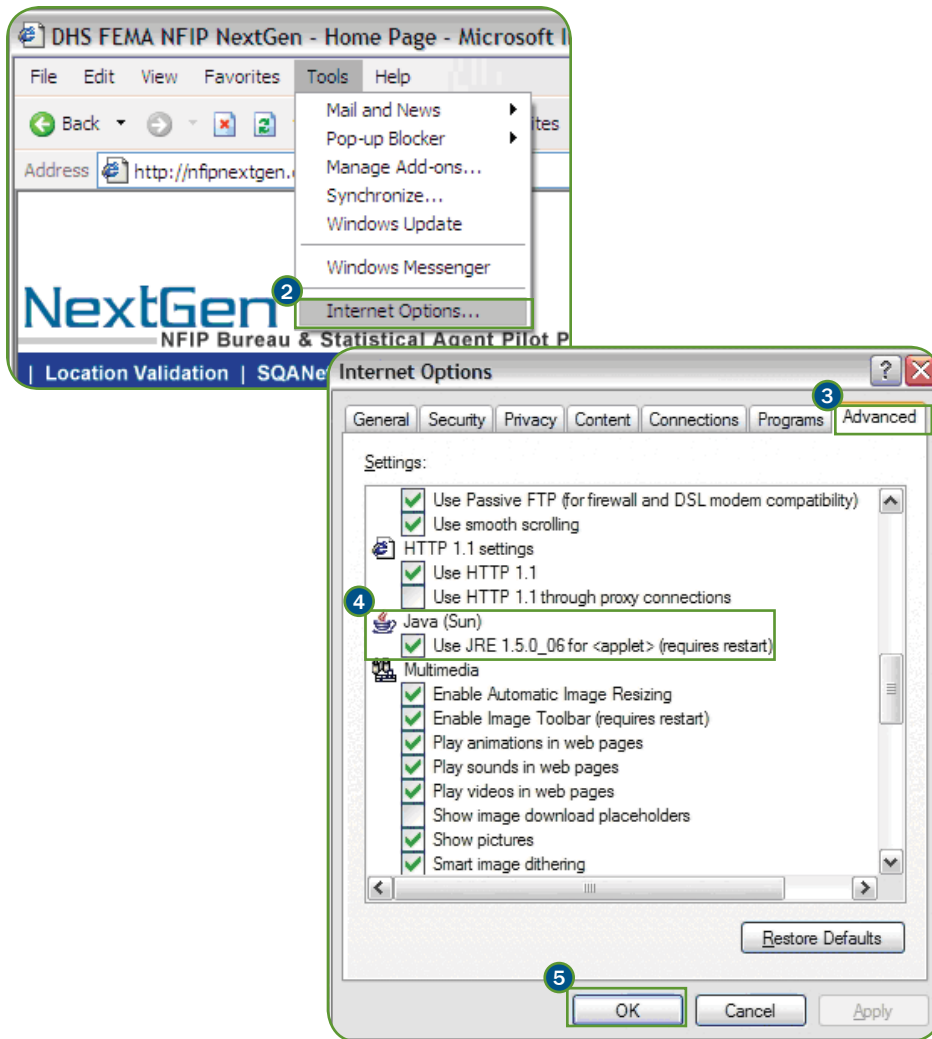 DHS FEMA NFIP NextGen - Home Page - Microsoft
File Edit View Favorites Tools Help
Back
Mail and News
Pop-up Blocker
Manage Add-ons...
Synchronize...
Windows Update
Windows Messenger
2
Internet Options...
Address http://nfipnextgen.
NextGen
NFIP Bureau & Statistical Agent Pilot P
| Location Validation | SQANe
Internet Options
?
3
General Security Privacy Content Connections Programs Advanced
Settings:
Use Passive FTP (for firewall and DSL modem compatibility)
Use smooth scrolling
HTTP 1.1 settings
Use HTTP 1.1
Use HTTP 1.1 through proxy connections
4
Java (Sun)
Use JRE 1.5.0_06 for <applet> (requires restart)
Multimedia
Enable Automatic Image Resizing
Enable Image Toolbar (requires restart)
Play animations in web pages
Play sounds in web pages
Play videos in web pages
Show image download placeholders
Show pictures
Smart image dithering
Restore Defaults
5
OK Cancel Apply